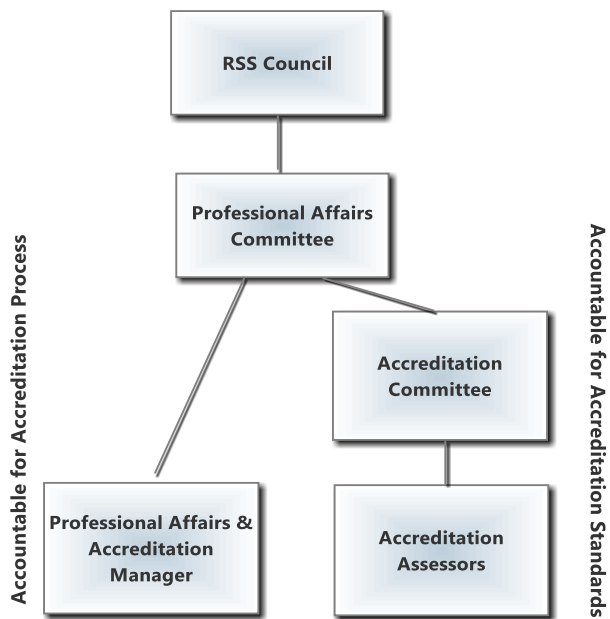 RSS Council
Professional Affairs
Committee
Accountable for Accreditation Process
Accountable for Accreditation Standards
Accreditation
Committee
Professional Affairs &
Accreditation
Manager
Accreditation
Assessors